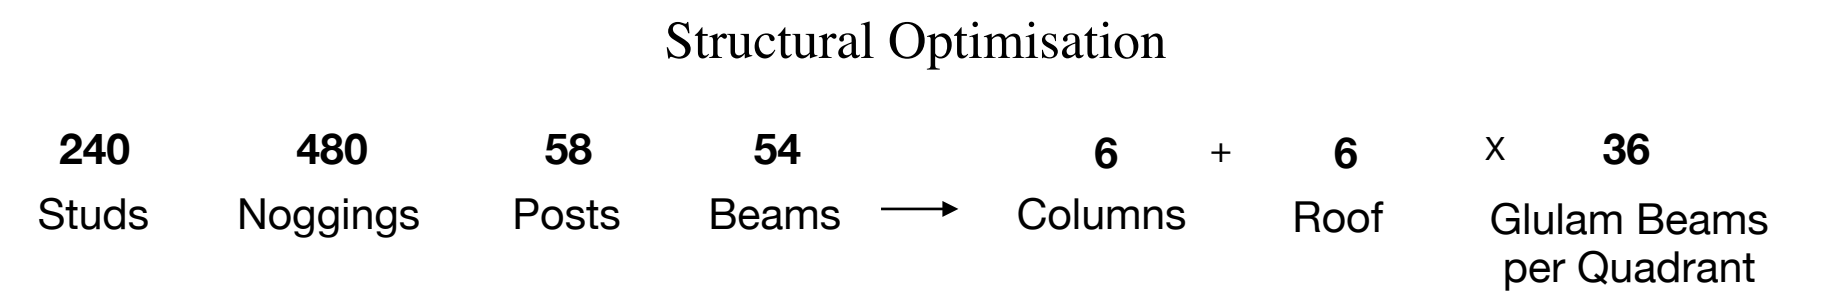 Structural Optimisation
240 480 58 54 6 + 6 x 36
Studs Noggings Posts Beams Columns Roof Glulam Beams
per Quadrant